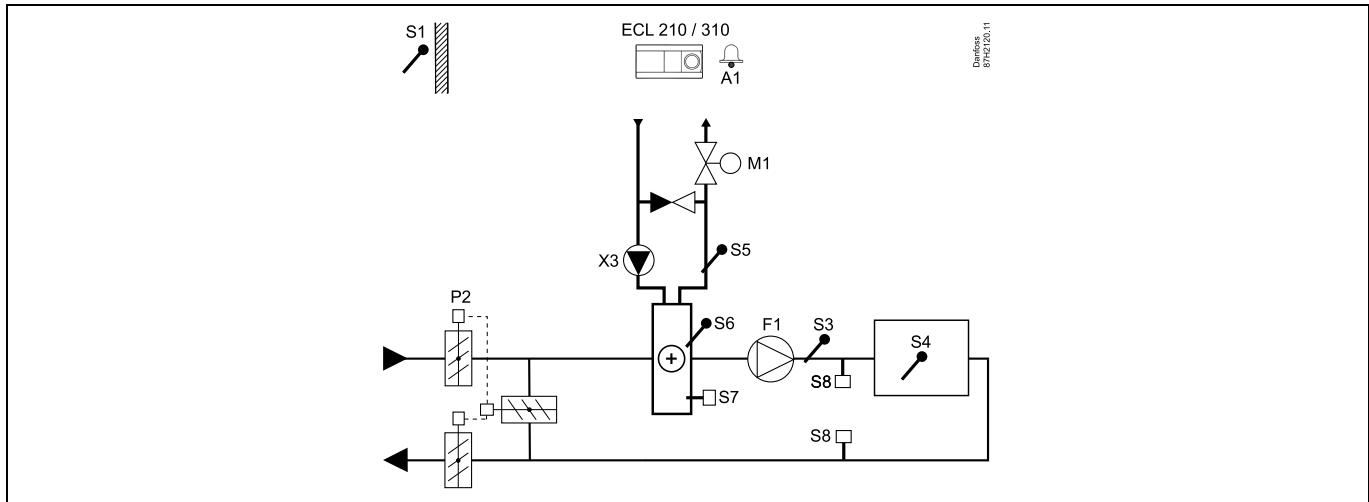 S1
ECL 210 / 310
A1
Danfoss
87H2120.11
M1
S5
X3
P2
S6
F1
S3
S4
S8
S7
S8